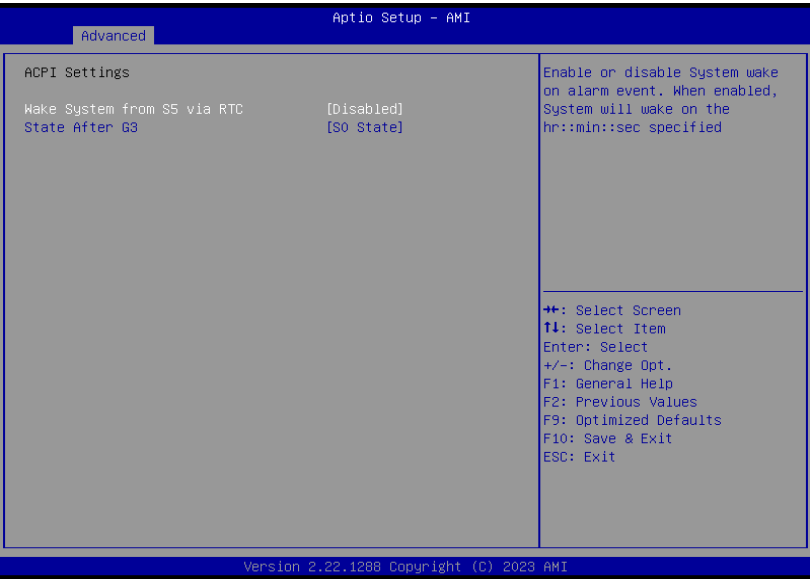 Aptio Setup – AMI
Advanced
ACPI Settings
Wake System from S5 via RTC [Disabled]
State After G3 [S0 State]
Enable or disable System wake
on alarm event. When enabled,
System will wake on the
hr::min::sec specified
→←: Select Screen
↑↓: Select Item
Enter: Select
+/-: Change Opt.
F1: General Help
F2: Previous Values
F9: Optimized Defaults
F10: Save & Exit
ESC: Exit
Version 2.22.1288 Copyright (C) 2023 AMI